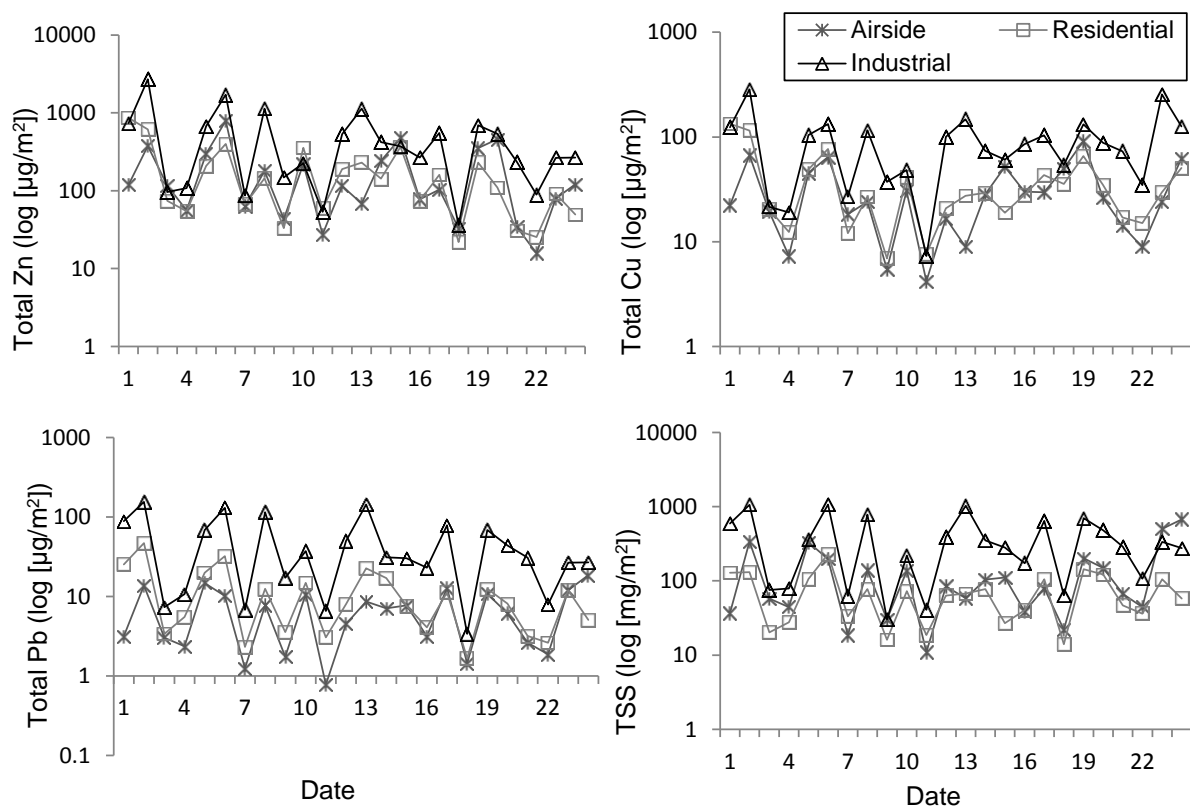 Total Zn (log [µg/m²])
10000
1000
100
10
1
1 4 7 10 13 16 19 22
Total Cu (log [µg/m²])
1000
100
10
1
1 4 7 10 13 16 19 22
Airside Residential
Industrial
Total Pb (log [µg/m²])
1000
100
10
1
0.1
1 4 7 10 13 16 19 22
Date
TSS (log [mg/m²])
10000
1000
100
10
1
1 4 7 10 13 16 19 22
Date